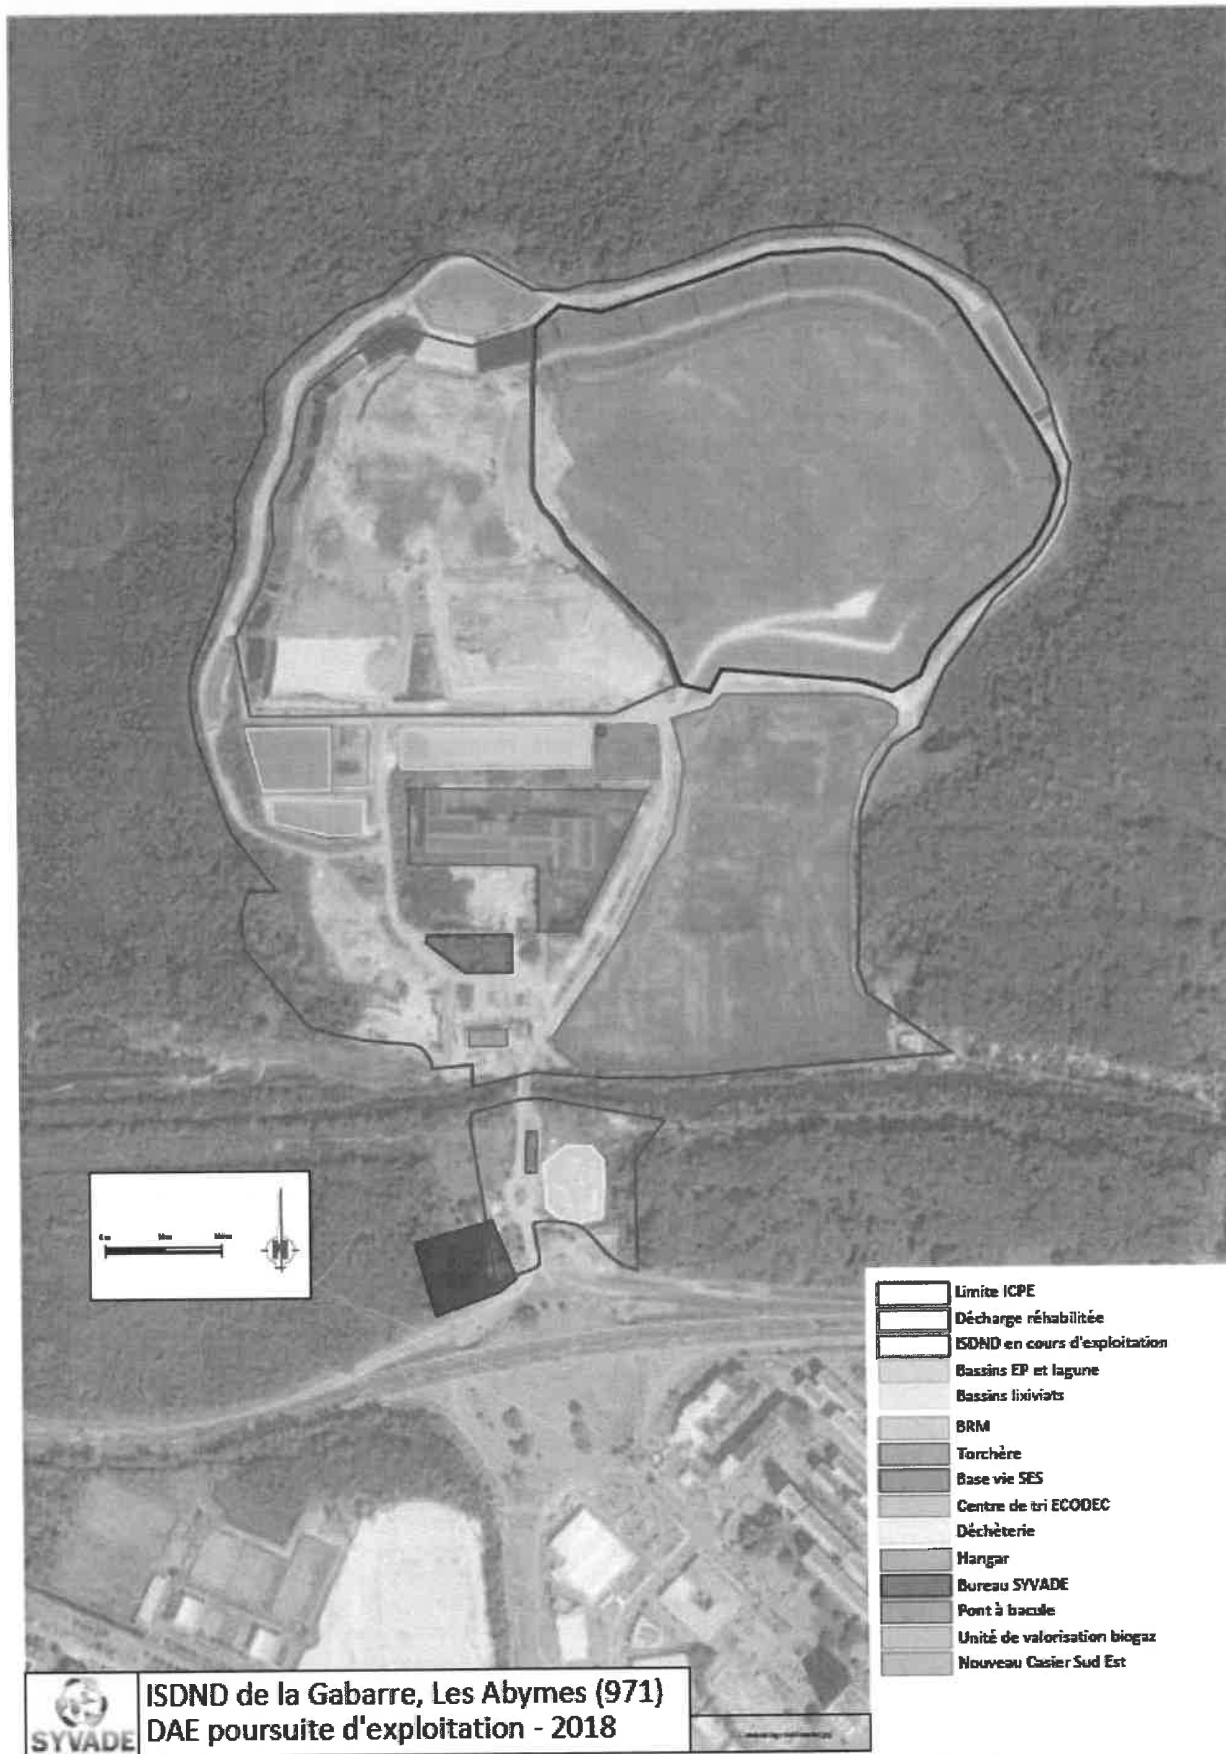 Limite ICPE
Décharge réhabilitée
ISDND en cours d'exploitation
Bassins EP et lagune
Bassins lixiviats
BRM
Torchère
Base vie SES
Centre de tri ECODEC
Déchèterie
Hangar
Bureau SYVADE
Pont à bacule
Unité de valorisation biogaz
Nouveau Casier Sud Est
SYVADE
ISDND de la Gabarre, Les Abymes (971)
DAE poursuite d'exploitation - 2018